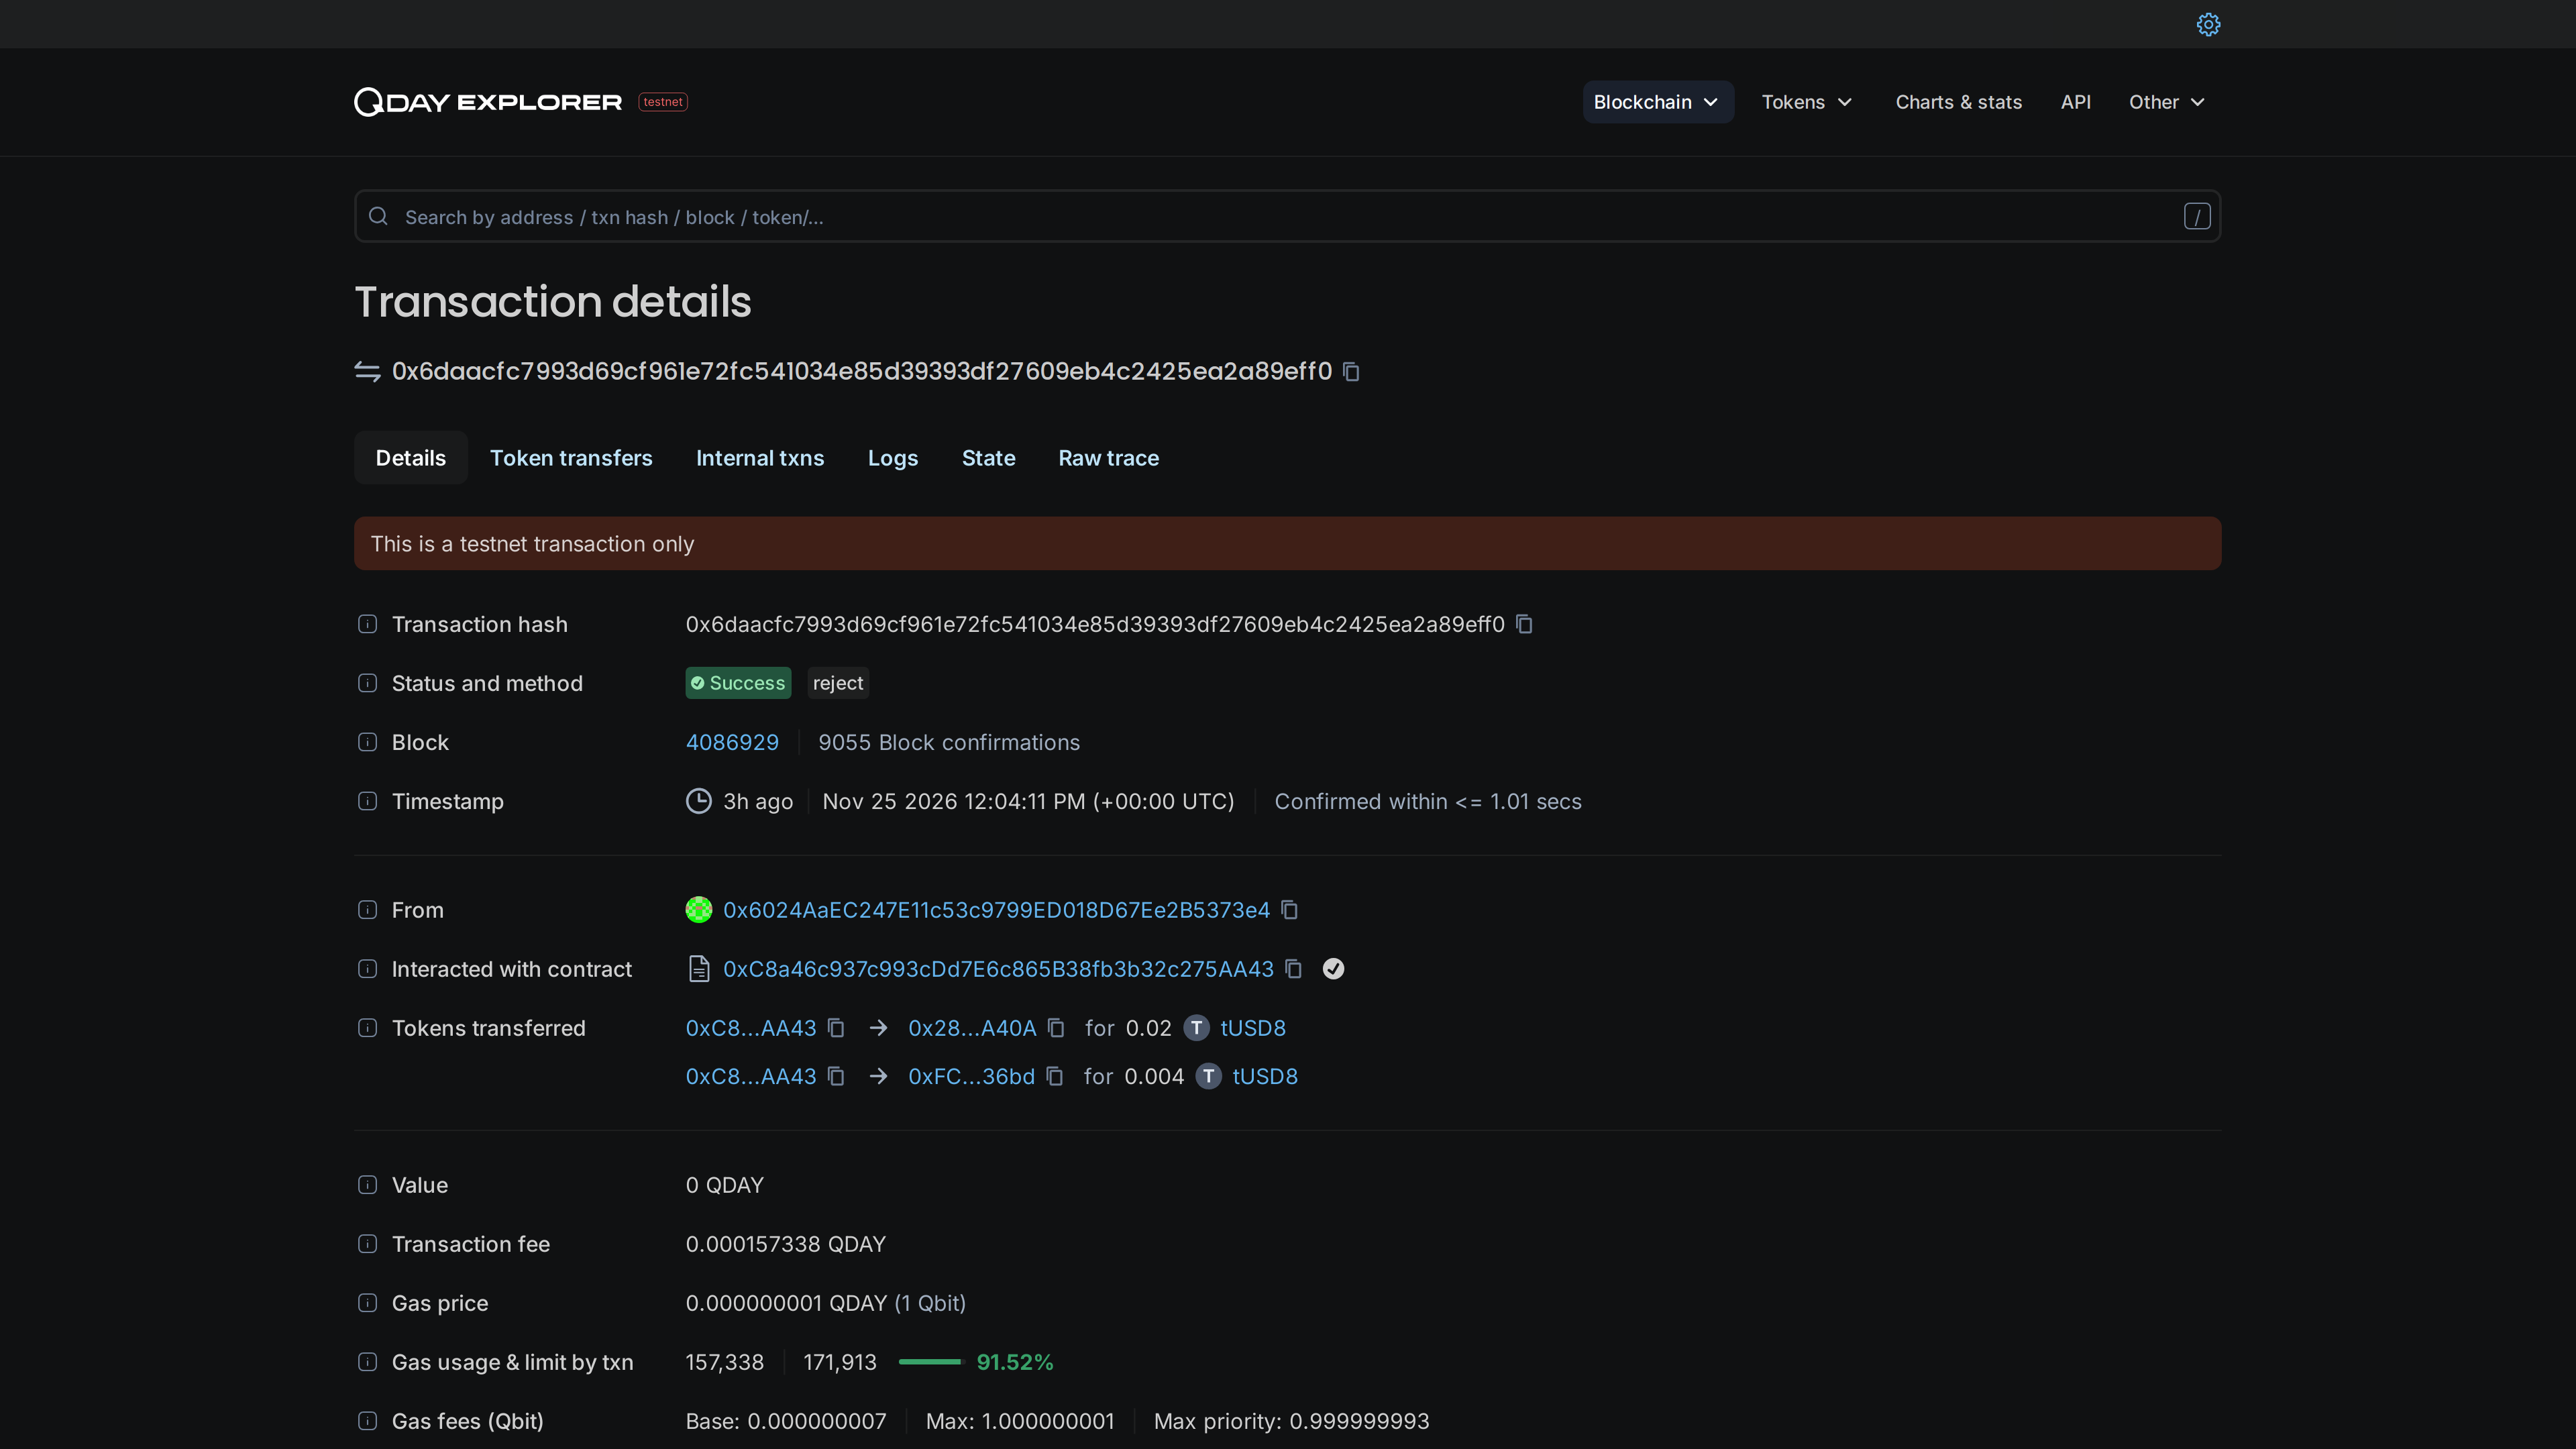 QDAY EXPLORER testnet
Blockchain Tokens Charts & stats API Other
Search by address / txn hash / block / token/... /
Transaction details
0x6daacfc7993d69cf961e72fc541034e85d39393df27609eb4c2425ea2a89eff0
Details Token transfers Internal txns Logs State Raw trace
This is a testnet transaction only
Transaction hash 0x6daacfc7993d69cf961e72fc541034e85d39393df27609eb4c2425ea2a89eff0
Status and method Success reject
Block 4086929 9055 Block confirmations
Timestamp 3h ago Nov 25 2026 12:04:11 PM (+00:00 UTC) Confirmed within <= 1.01 secs
From 0x6024AaEC247E11c53c9799ED018D67Ee2B5373e4
Interacted with contract 0xC8a46c937c993cDd7E6c865B38fb3b32c275AA43
Tokens transferred 0xC8...AA43 → 0x28...A40A for 0.02 T tUSD8
0xC8...AA43 → 0xFC...36bd for 0.004 T tUSD8
Value 0 QDAY
Transaction fee 0.000157338 QDAY
Gas price 0.000000001 QDAY (1 Qbit)
Gas usage & limit by txn 157,338 171,913 91.52%
Gas fees (Qbit) Base: 0.000000007 Max: 1.000000001 Max priority: 0.999999993